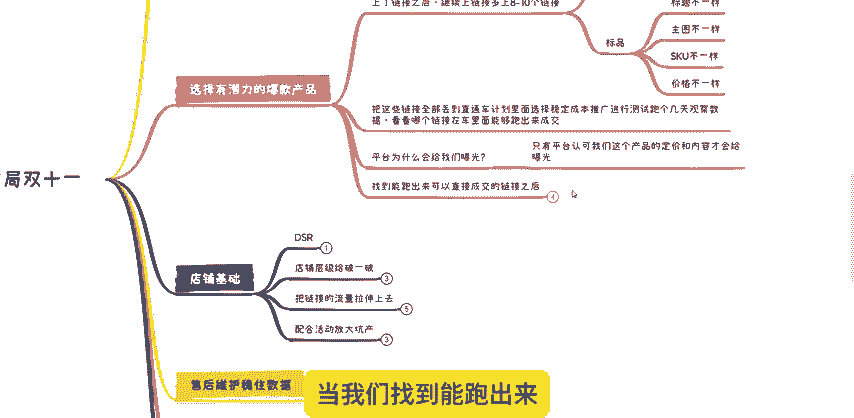 上了链接之后，继续上链接多上8-10个链接
标题不一样
主图不一样
标品
SKU不一样
价格不一样
选择有潜力的爆款产品
把这些链接全部丢到直通车计划里面选择稳定成本推广进行测试跑个几天观察数
据，看看哪个链接在车里面能够跑出来成交
平台为什么会给我们曝光？
只有平台认可我们这个产品的定价和内容才会给
曝光
找到能跑出来可以直接成交的链接之后
4
局双十一
DSR
1
店铺基础
店铺层级给破一破
3
把链接的流量拉伸上去
5
配合活动放大坑产
3
售后维护稳住数据
当我们找到能跑出来